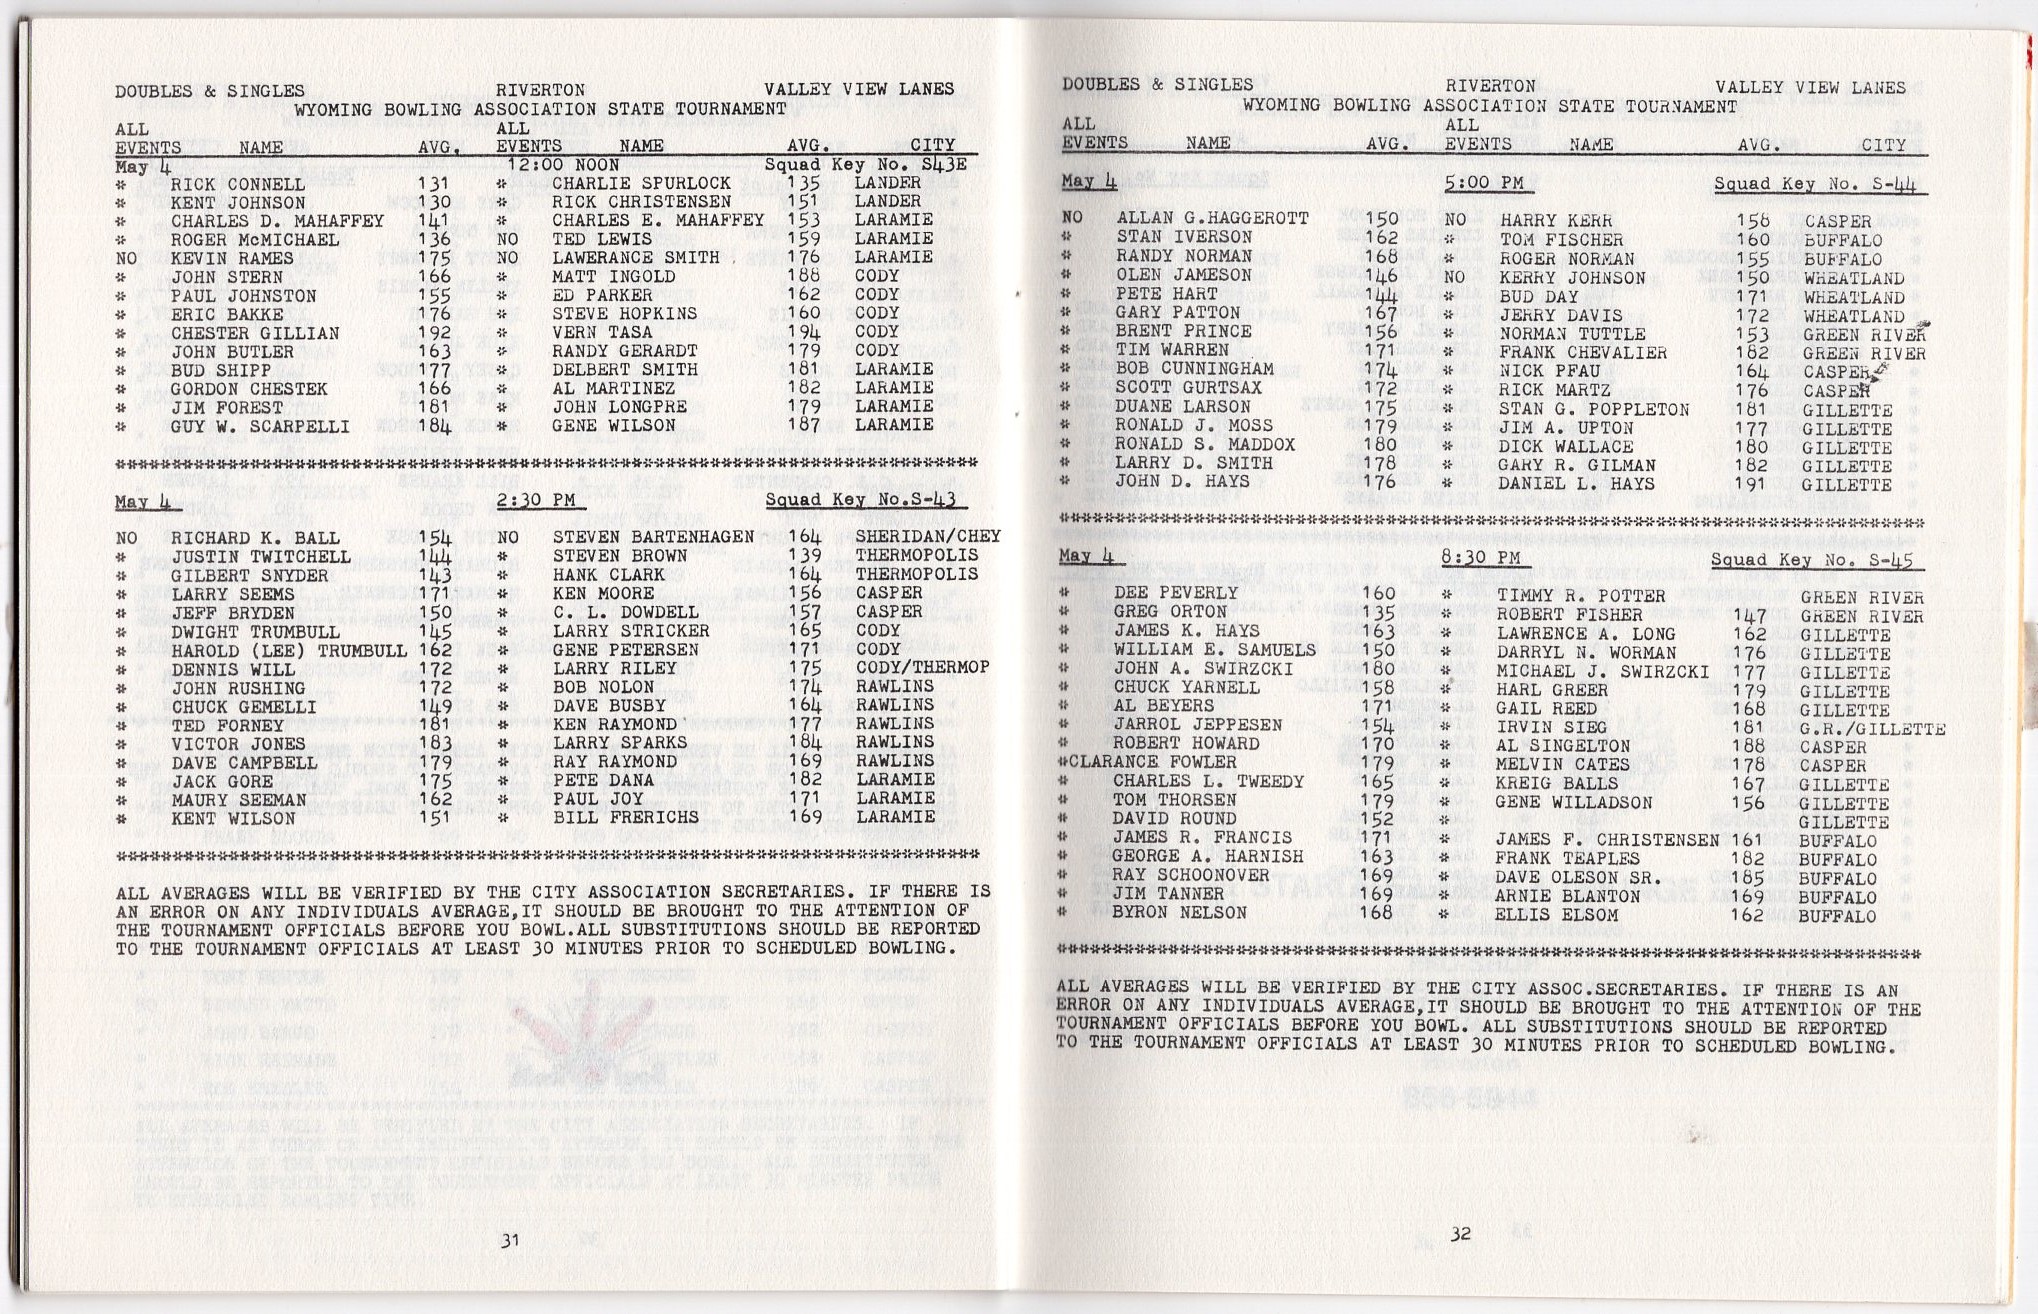 DOUBLES & SINGLES RIVERTON VALLEY VIEW LANES
WYOMING BOWLING ASSOCIATION STATE TOURNAMENT
ALL ALL
EVENTS NAME AVG. EVENTS NAME AVG. CITY
May 4 12:00 NOON Squad Key No. S43E
* RICK CONNELL 131 * CHARLIE SPURLOCK 135 LANDER
* KENT JOHNSON 130 * RICK CHRISTENSEN 151 LANDER
* CHARLES D. MAHAFFEY 141 * CHARLES E. MAHAFFEY 153 LARAMIE
* ROGER McMICHAEL 136 NO TED LEWIS 159 LARAMIE
NO KEVIN RAMES 175 NO LAWERANCE SMITH 176 LARAMIE
* JOHN STERN 166 * MATT INGOLD 188 CODY
* PAUL JOHNSTON 155 * ED PARKER 162 CODY
* ERIC BAKKE 176 * STEVE HOPKINS 160 CODY
* CHESTER GILLIAN 192 * VERN TASA 194 CODY
* JOHN BUTLER 163 * RANDY GERARDT 179 CODY
* BUD SHIPP 177 * DELBERT SMITH 181 LARAMIE
* GORDON CHESTEK 166 * AL MARTINEZ 182 LARAMIE
* JIM FOREST 181 * JOHN LONGPRE 179 LARAMIE
* GUY W. SCARPELLI 184 * GENE WILSON 187 LARAMIE
May 4 2:30 PM Squad Key No.S-43
NO RICHARD K. BALL 154 NO STEVEN BARTENHAGEN 164 SHERIDAN/CHEY
* JUSTIN TWITCHELL 144 * STEVEN BROWN 139 THERMOPOLIS
* GILBERT SNYDER 143 * HANK CLARK 164 THERMOPOLIS
* LARRY SEEMS 171 * KEN MOORE 156 CASPER
* JEFF BRYDEN 150 * C. L. DOWDELL 157 CASPER
* DWIGHT TRUMBULL 145 * LARRY STRICKER 165 CODY
* HAROLD (LEE) TRUMBULL 162 * GENE PETERSEN 171 CODY
* DENNIS WILL 172 * LARRY RILEY 175 CODY/THERMOP
* JOHN RUSHING 172 * BOB NOLON 174 RAWLINS
* CHUCK GEMELLI 149 * DAVE BUSBY 164 RAWLINS
* TED FORNEY 181 * KEN RAYMOND 177 RAWLINS
* VICTOR JONES 183 * LARRY SPARKS 184 RAWLINS
* DAVE CAMPBELL 179 * RAY RAYMOND 169 RAWLINS
* JACK GORE 175 * PETE DANA 182 LARAMIE
* MAURY SEEMAN 162 * PAUL JOY 171 LARAMIE
* KENT WILSON 151 * BILL FRERICHS 169 LARAMIE
ALL AVERAGES WILL BE VERIFIED BY THE CITY ASSOCIATION SECRETARIES. IF THERE IS
AN ERROR ON ANY INDIVIDUALS AVERAGE,IT SHOULD BE BROUGHT TO THE ATTENTION OF
THE TOURNAMENT OFFICIALS BEFORE YOU BOWL.ALL SUBSTITUTIONS SHOULD BE REPORTED
TO THE TOURNAMENT OFFICIALS AT LEAST 30 MINUTES PRIOR TO SCHEDULED BOWLING.
31
DOUBLES & SINGLES RIVERTON VALLEY VIEW LANES
WYOMING BOWLING ASSOCIATION STATE TOURNAMENT
ALL ALL
EVENTS NAME AVG. EVENTS NAME AVG. CITY
May 4 5:00 PM Squad Key No. S-44
NO ALLAN G.HAGGEROTT 150 NO HARRY KERR 158 CASPER
* STAN IVERSON 162 * TOM FISCHER 160 BUFFALO
* RANDY NORMAN 168 * ROGER NORMAN 155 BUFFALO
* OLEN JAMESON 146 NO KERRY JOHNSON 150 WHEATLAND
* PETE HART 144 * BUD DAY 171 WHEATLAND
* GARY PATTON 167 * JERRY DAVIS 172 WHEATLAND
* BRENT PRINCE 156 * NORMAN TUTTLE 153 GREEN RIVER
* TIM WARREN 171 * FRANK CHEVALIER 182 GREEN RIVER
* BOB CUNNINGHAM 174 * NICK PFAU 164 CASPER
* SCOTT GURTSAX 172 * RICK MARTZ 176 CASPER
* DUANE LARSON 175 * STAN G. POPPLETON 181 GILLETTE
* RONALD J. MOSS 179 * JIM A. UPTON 177 GILLETTE
* RONALD S. MADDOX 180 * DICK WALLACE 180 GILLETTE
* LARRY D. SMITH 178 * GARY R. GILMAN 182 GILLETTE
* JOHN D. HAYS 176 * DANIEL L. HAYS 191 GILLETTE
May 4 8:30 PM Squad Key No. S-45
* DEE PEVERLY 160 * TIMMY R. POTTER GREEN RIVER
* GREG ORTON 135 * ROBERT FISHER 147 GREEN RIVER
* JAMES K. HAYS 163 * LAWRENCE A. LONG 162 GILLETTE
* WILLIAM E. SAMUELS 150 * DARRYL N. WORMAN 176 GILLETTE
* JOHN A. SWIRZCKI 180 * MICHAEL J. SWIRZCKI 177 GILLETTE
* CHUCK YARNELL 158 * HARL GREER 179 GILLETTE
* AL BEYERS 171 * GAIL REED 168 GILLETTE
* JARROL JEPPESEN 154 * IRVIN SIEG 181 G.R./GILLETTE
* ROBERT HOWARD 170 * AL SINGELTON 188 CASPER
*CLARANCE FOWLER 179 * MELVIN CATES 178 CASPER
* CHARLES L. TWEEDY 165 * KREIG BALLS 167 GILLETTE
* TOM THORSEN 179 * GENE WILLADSON 156 GILLETTE
* DAVID ROUND 152 * GILLETTE
* JAMES R. FRANCIS 171 * JAMES F. CHRISTENSEN 161 BUFFALO
* GEORGE A. HARNISH 163 * FRANK TEAPLES 182 BUFFALO
* RAY SCHOONOVER 169 * DAVE OLESON SR. 185 BUFFALO
* JIM TANNER 169 * ARNIE BLANTON 169 BUFFALO
* BYRON NELSON 168 * ELLIS ELSOM 162 BUFFALO
ALL AVERAGES WILL BE VERIFIED BY THE CITY ASSOC.SECRETARIES. IF THERE IS AN
ERROR ON ANY INDIVIDUALS AVERAGE,IT SHOULD BE BROUGHT TO THE ATTENTION OF THE
TOURNAMENT OFFICIALS BEFORE YOU BOWL. ALL SUBSTITUTIONS SHOULD BE REPORTED
TO THE TOURNAMENT OFFICIALS AT LEAST 30 MINUTES PRIOR TO SCHEDULED BOWLING.
32